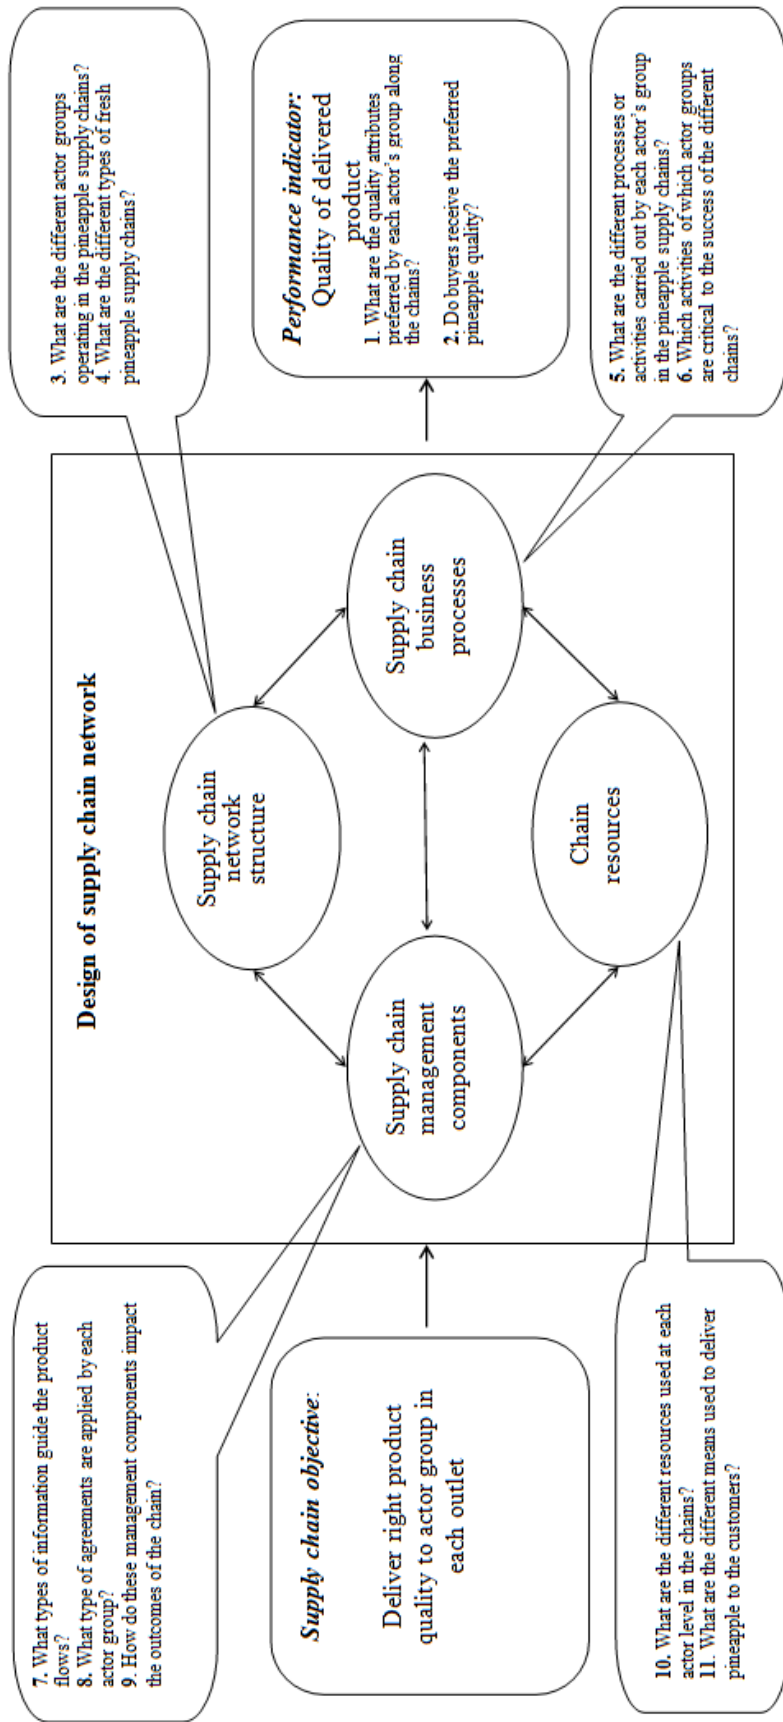 7. What types of information guide the product
flows?
8. What type of agreements are applied by each
actor group?
9. How do these management components impact
the outcomes of the chain?
Supply chain objective:
Deliver right product
quality to actor group in
each outlet
10. What are the different resources used at each
actor level in the chains?
11. What are the different means used to deliver
pineapple to the customers?
Design of supply chain network
Supply chain
network
structure
Supply chain
management
components
Supply chain
business
processes
Chain
resources
3. What are the different actor groups
operating in the pineapple supply chains?
4. What are the different types of fresh
pineapple supply chains?
Performance indicator:
Quality of delivered
product
1. What are the quality attributes
preferred by each actor's group along
the chains?
2. Do buyers receive the preferred
pineapple quality?
5. What are the different processes or
activities carried out by each actor's group
in the pineapple supply chains?
6. Which activities of which actor groups
are critical to the success of the different
chains?